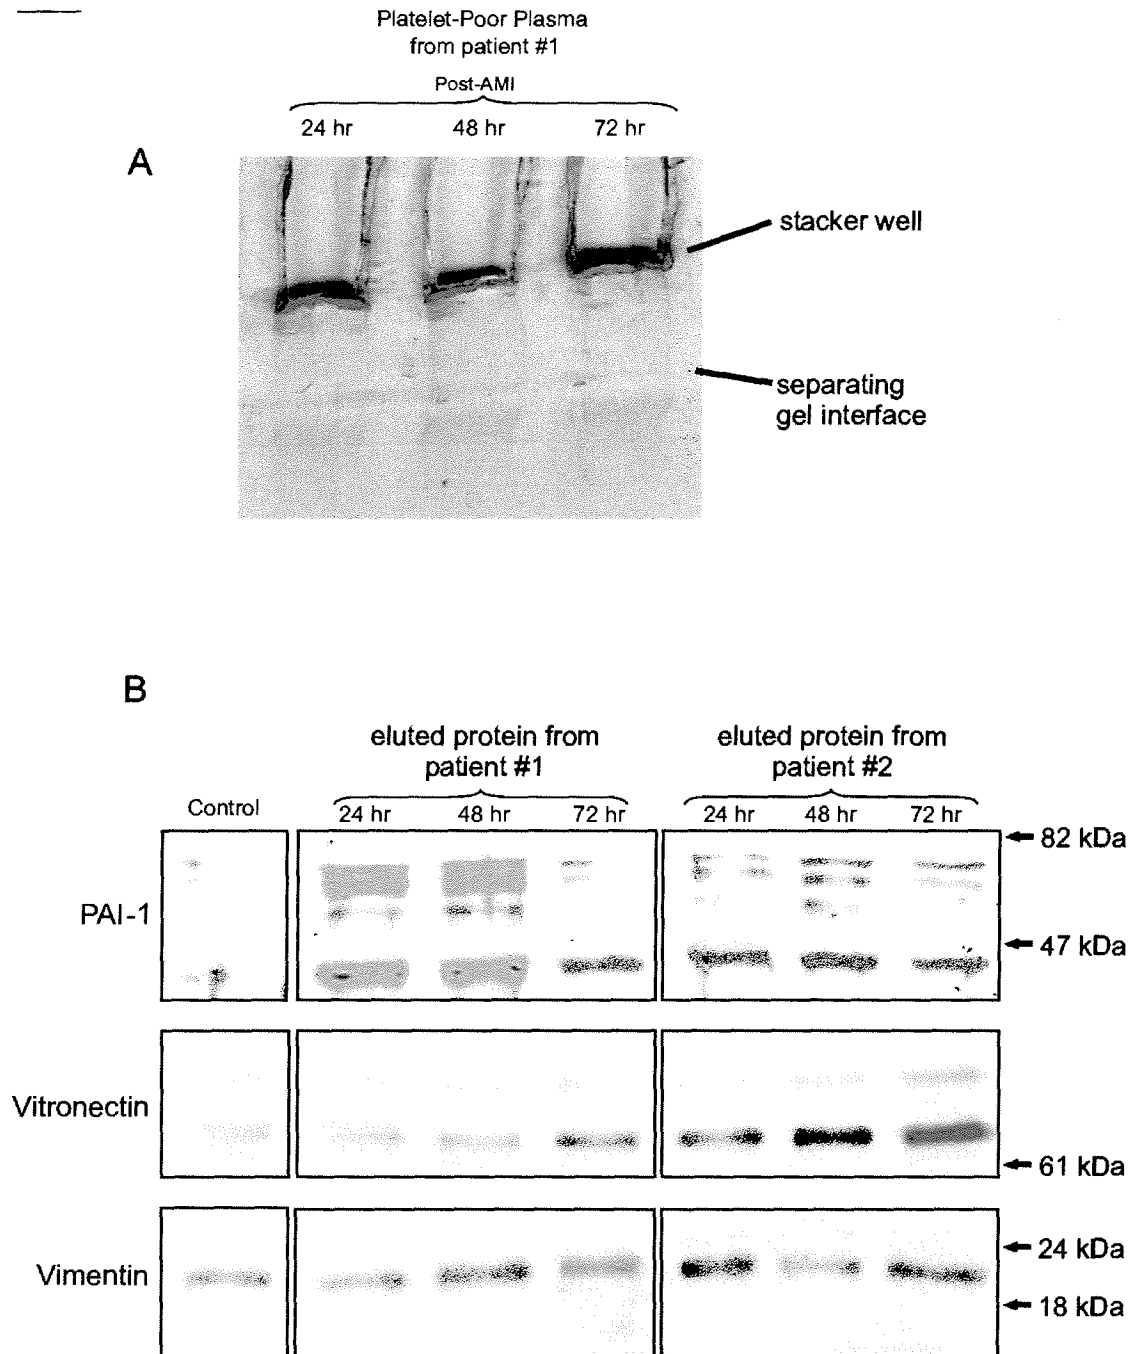 Platelet-Poor Plasma
from patient #1
Post-AMI
24 hr 48 hr 72 hr
A
stacker well
separating
gel interface
B
eluted protein from
patient #1
eluted protein from
patient #2
Control 24 hr 48 hr 72 hr 24 hr 48 hr 72 hr
82 kDa
PAI-1
47 kDa
Vitronectin
61 kDa
24 kDa
Vimentin
18 kDa